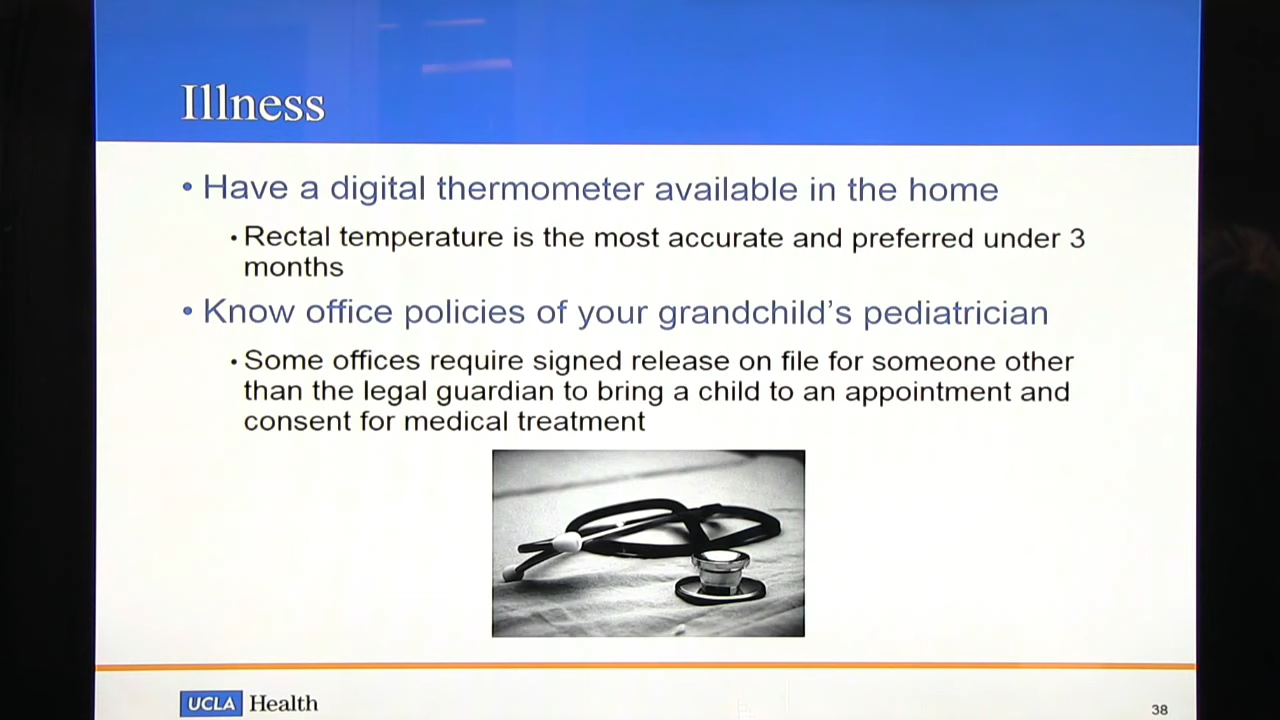 Illness
• Have a digital thermometer available in the home
• Rectal temperature is the most accurate and preferred under 3
months
• Know office policies of your grandchild's pediatrician
• Some offices require signed release on file for someone other
than the legal guardian to bring a child to an appointment and
consent for medical treatment
UCLA Health
38